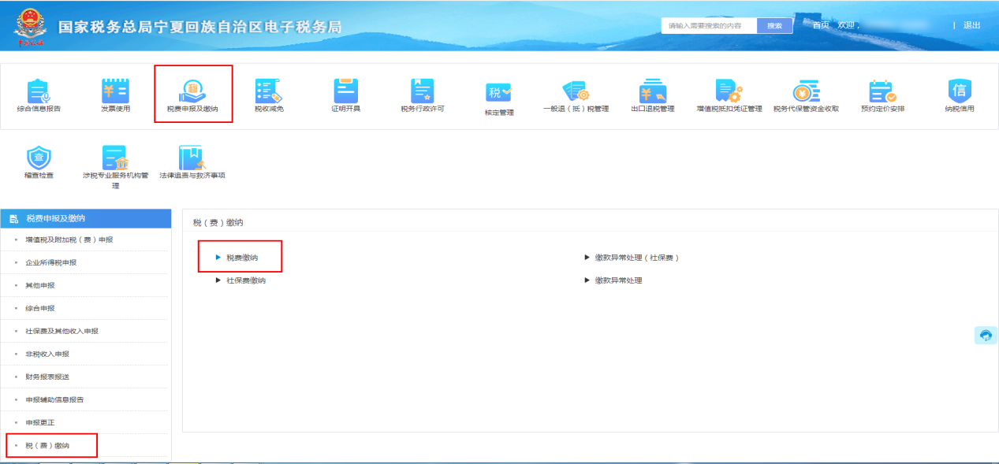 国家税务总局宁夏回族自治区电子税务局
请输入需要搜索的内容 搜索 首页 欢迎, | 退出
综合信息报告 发票使用 税费申报及缴纳 税收减免 证明开具 税务行政许可 核定管理 一般退(抵)税管理 出口退税管理 增值税抵扣凭证管理 税务代保管资金收取 预约定价安排 纳税信用
稽查检查 涉税专业服务机构管 法律追责与救济事项
理
税费申报及缴纳
增值税及附加税(费)申报
企业所得税申报
其他申报
综合申报
社保费及其他收入申报
非税收入申报
财务报表报送
申报辅助信息报告
申报更正
税(费)缴纳
税(费)缴纳
税费缴纳 缴款异常处理(社保费)
社保费缴纳 缴款异常处理